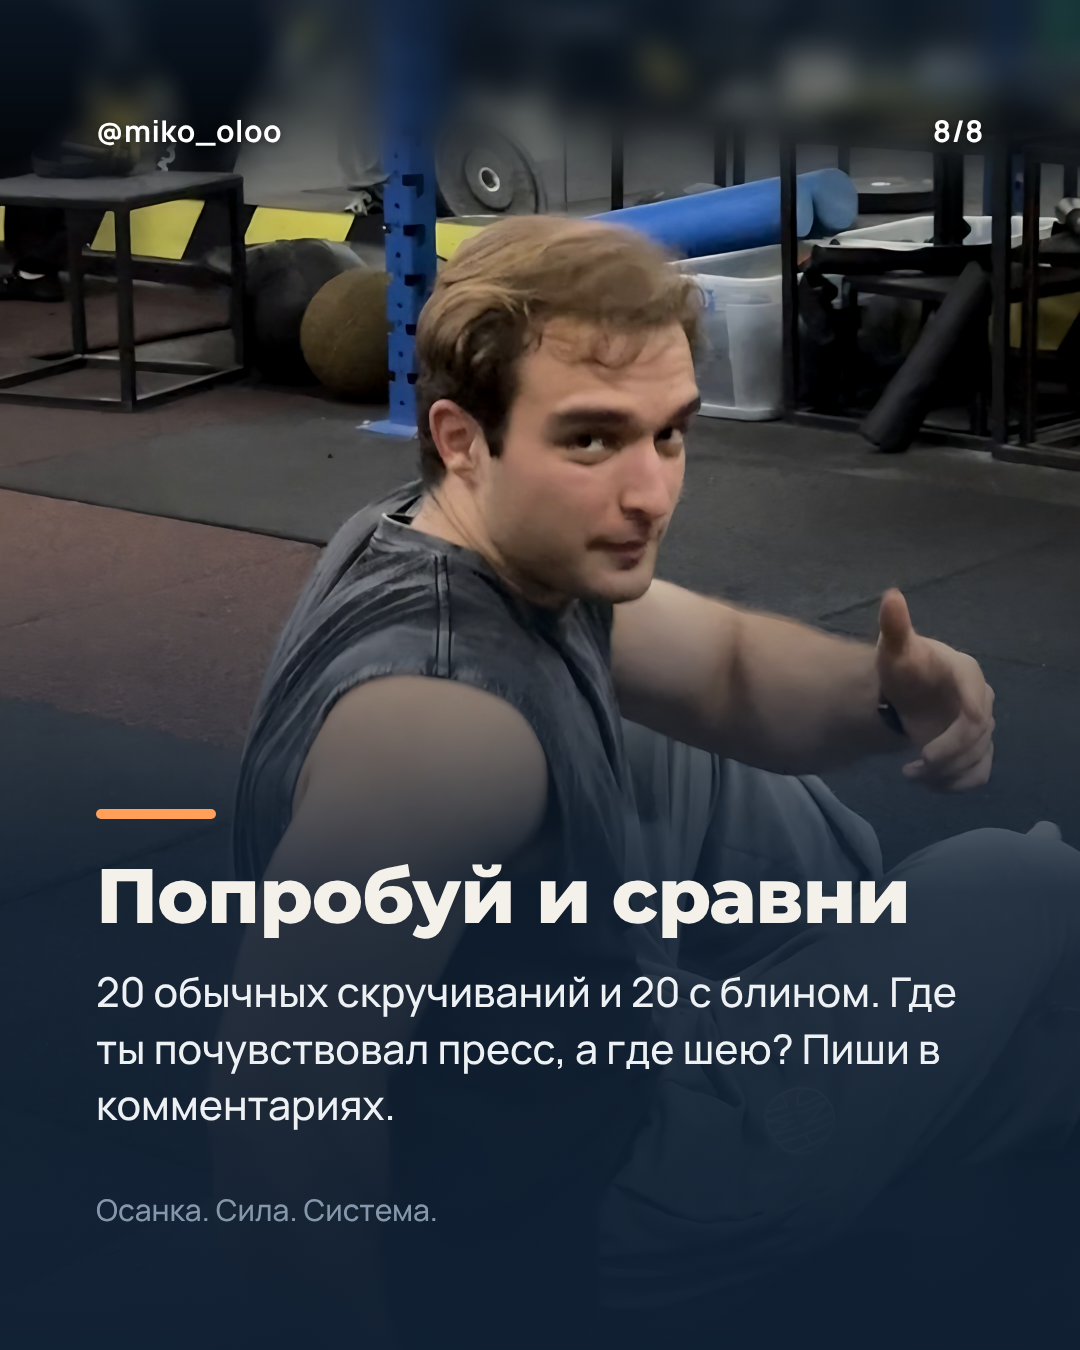 @miko_oloo
8/8
Попробуй и сравни
20 обычных скручиваний и 20 с блином. Где
ты почувствовал пресс, а где шею? Пиши в
комментариях.
Осанка. Сила. Система.